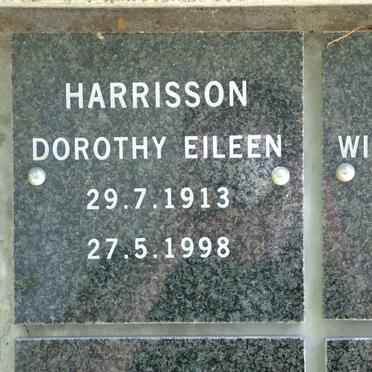 HARRISSON
DOROTHY EILEEN
29.7.1913
27.5.1998
WI